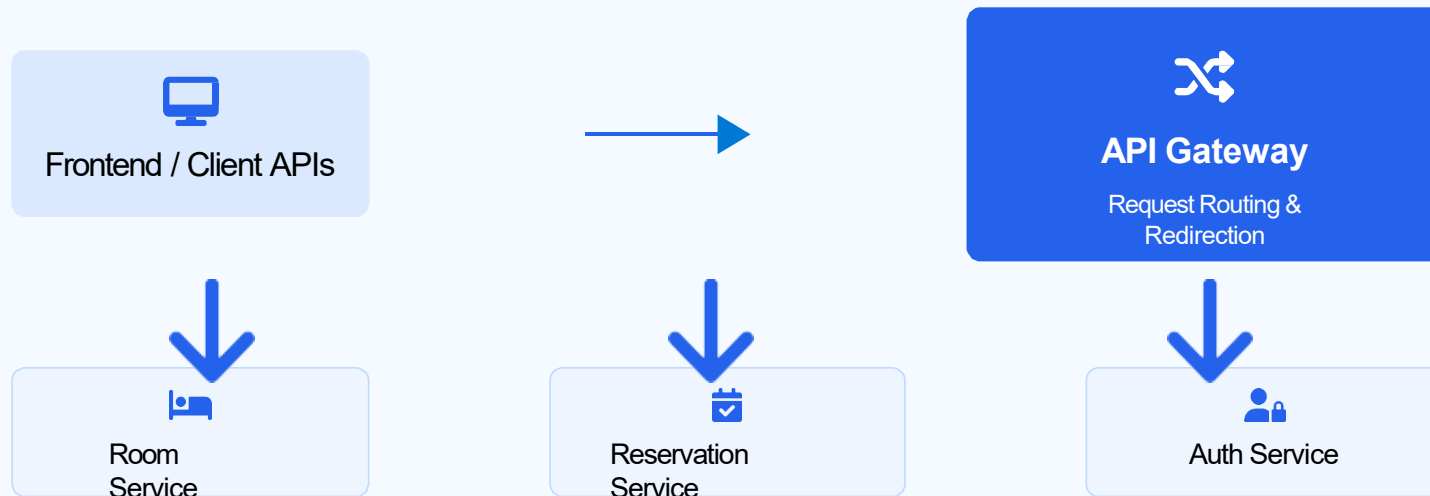 Frontend / Client APIs
API Gateway
Request Routing &
Redirection
Room
Service
Reservation
Service
Auth Service